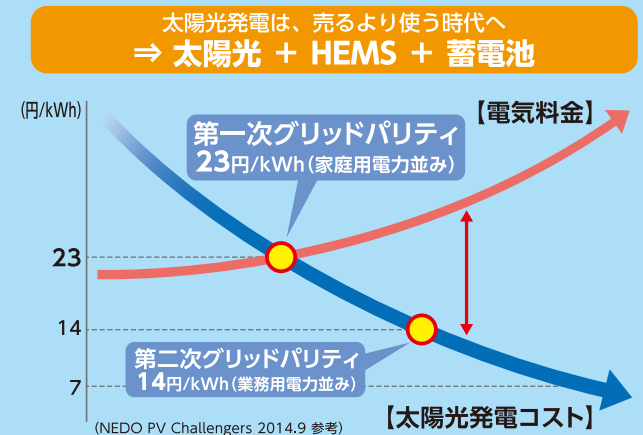 太陽光発電は、売るより使う時代へ
⇒ 太陽光 + HEMS + 蓄電池
(円/kWh)
【電気料金】
第一次グリッドパリティ
23円/kWh(家庭用電力並み)
23
14
第二次グリッドパリティ
14円/kWh(業務用電力並み)
7
【太陽光発電コスト】
(NEDO PV Challengers 2014.9 参考)